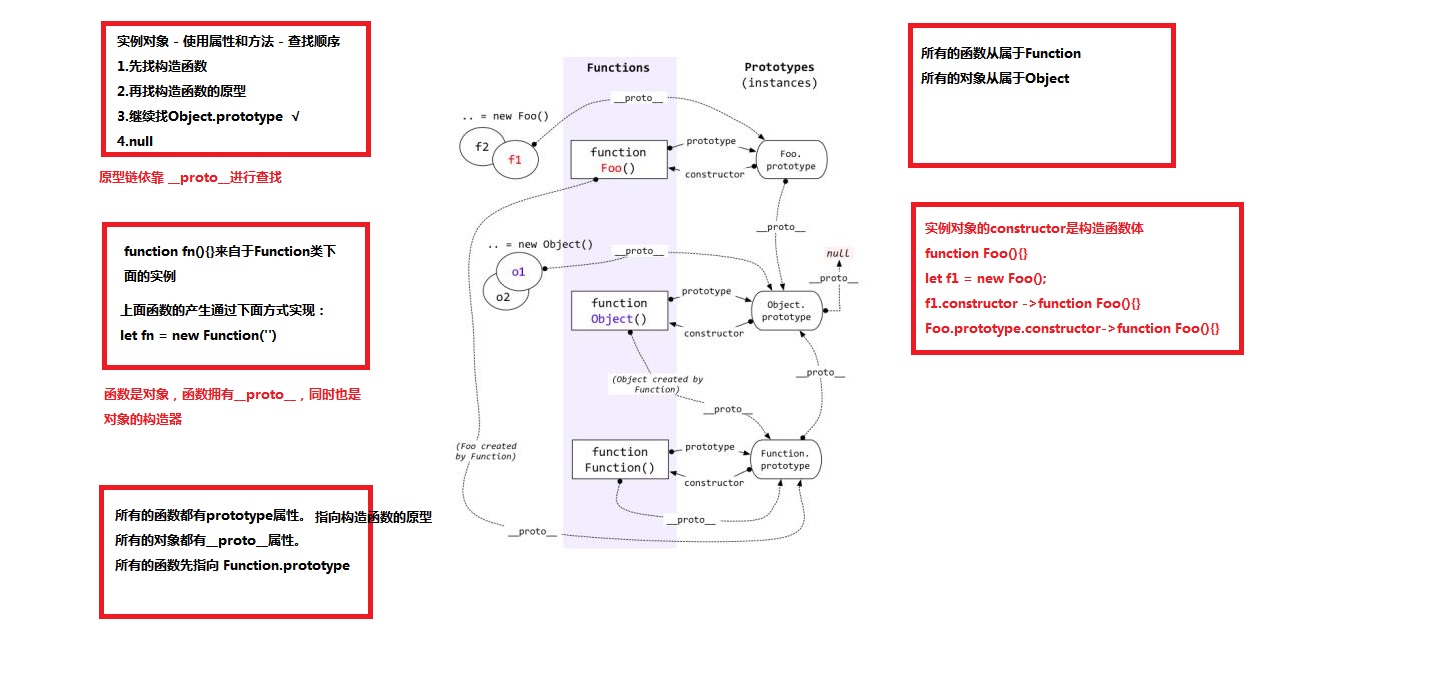 实例对象 - 使用属性和方法 - 查找顺序
1.先找构造函数
2.再找构造函数的原型
3.继续找Object.prototype √
4.null
原型链依靠 __proto__进行查找
function fn(){}来自于Function类下
面的实例
上面函数的产生通过下面方式实现：
let fn = new Function('')
函数是对象，函数拥有__proto__，同时也是
对象的构造器
所有的函数都有prototype属性。 指向构造函数的原型
所有的对象都有__proto__属性。
所有的函数先指向 Function.prototype
Functions
Prototypes
(instances)
__proto__
.. = new Foo()
f2
f1
function
Foo()
prototype
constructor
Foo.
prototype
__proto__
.. = new Object()
__proto__
o1
o2
function
Object()
prototype
constructor
Object.
prototype
null
__proto__
__proto__
(Object created by
Function)
__proto__
(Foo created
by Function)
function
Function()
prototype
constructor
Function.
prototype
__proto__
__proto__
所有的函数从属于Function
所有的对象从属于Object
实例对象的constructor是构造函数体
function Foo(){}
let f1 = new Foo();
f1.constructor ->function Foo(){}
Foo.prototype.constructor->function Foo(){}